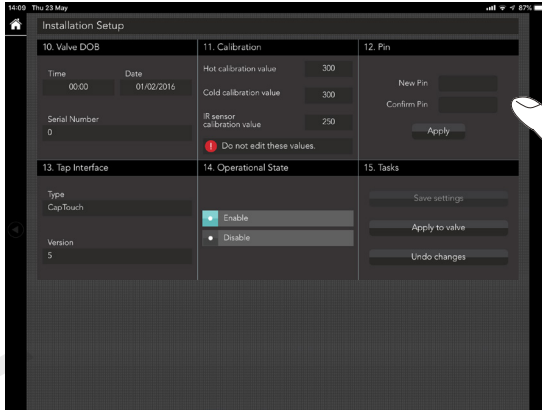 14:09 Thu 23 May 87%
Installation Setup
10. Valve DOB
Time Date
00:00 01/02/2016
Serial Number
0
11. Calibration
Hot calibration value 300
Cold calibration value 300
IR sensor
calibration value 250
! Do not edit these values.
12. Pin
New Pin
Confirm Pin
Apply
13. Tap Interface
Type
CapTouch
Version
5
14. Operational State
Enable
Disable
15. Tasks
Save settings
Apply to valve
Undo changes